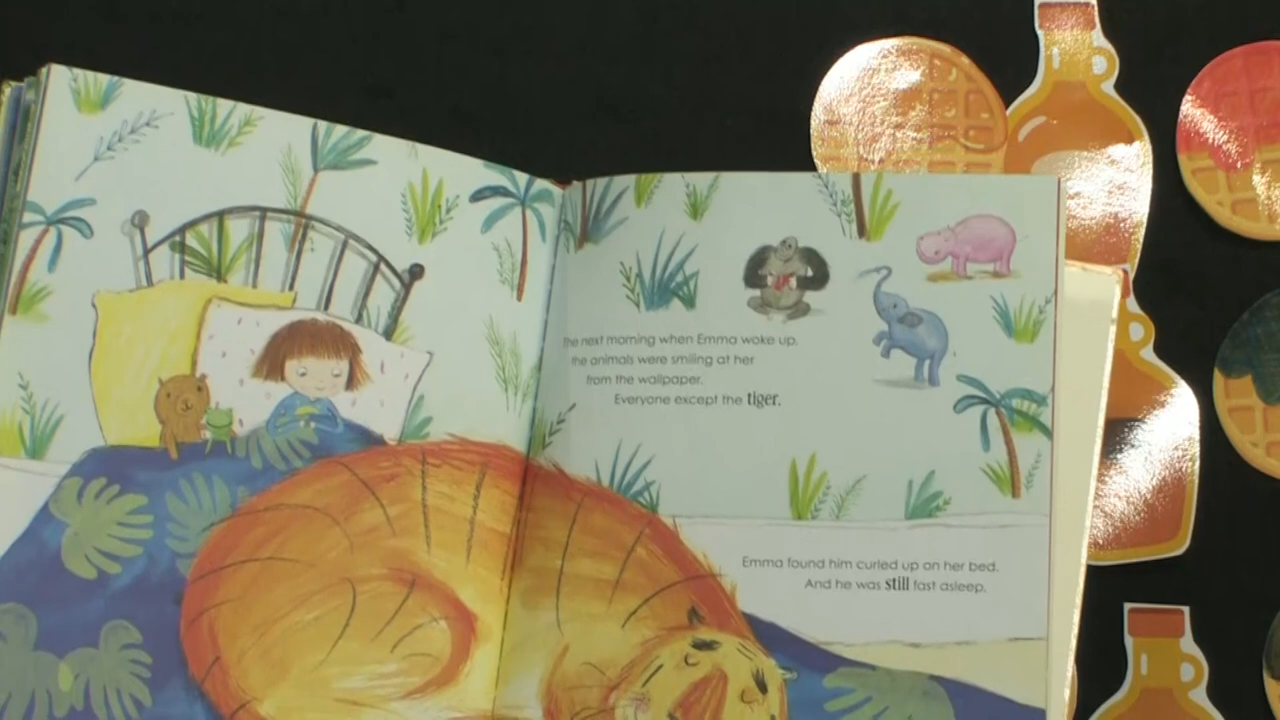 The next morning when Emma woke up,
the animals were smiling at her
from the wallpaper.
Everyone except the tiger.
Emma found him curled up on her bed.
And he was still fast asleep.